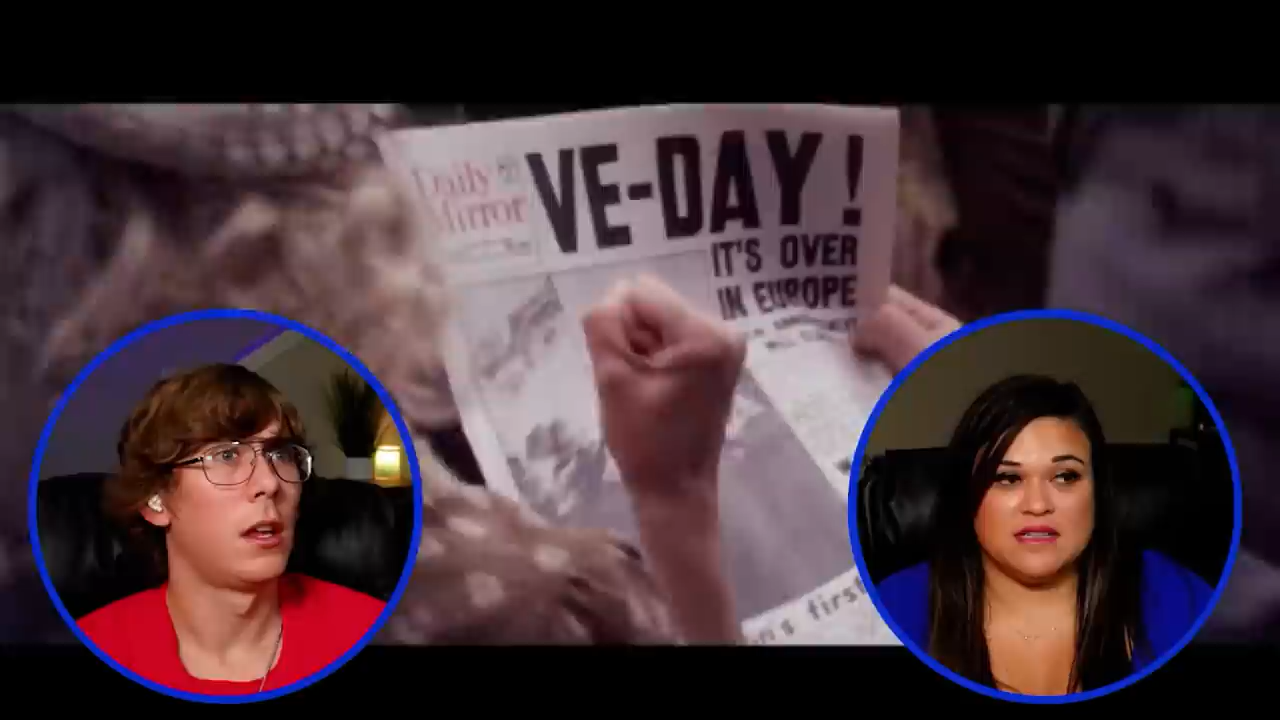 Daily
Mirror
VE-DAY !
IT'S OVER
IN EUROPE
first